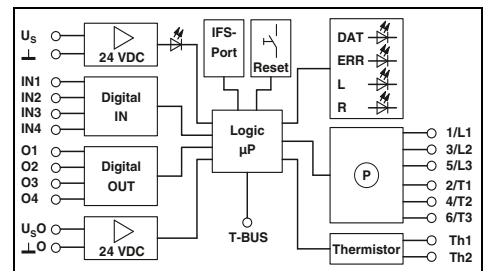 US
⊥
24 VDC
IFS-
Port
Reset
DAT
ERR
L
R
IN1
IN2
IN3
IN4
Digital
IN
Logic
µP
O1
O2
O3
O4
Digital
OUT
P
1/L1
3/L2
5/L3
2/T1
4/T2
6/T3
USO
⊥O
24 VDC
T-BUS
Thermistor
Th1
Th2